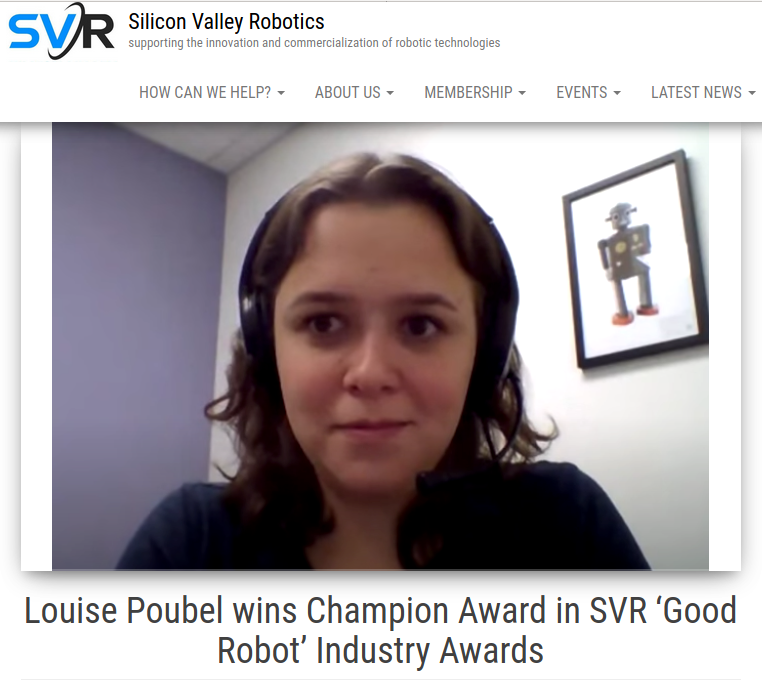 SVR
Silicon Valley Robotics
supporting the innovation and commercialization of robotic technologies
HOW CAN WE HELP? ABOUT US MEMBERSHIP EVENTS LATEST NEWS
Louise Poubel wins Champion Award in SVR ‘Good
Robot’ Industry Awards